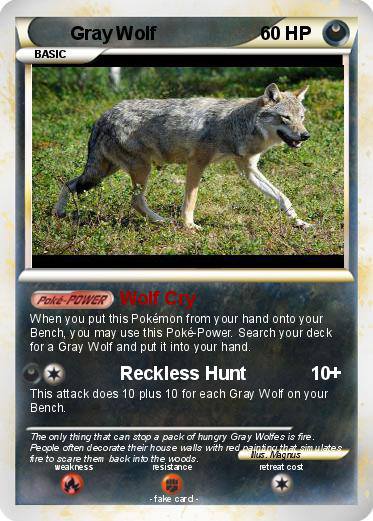 Gray Wolf 60 HP
BASIC
Poké-POWER Wolf Cry
When you put this Pokémon from your hand onto your
Bench, you may use this Poké-Power. Search your deck
for a Gray Wolf and put it into your hand.
Reckless Hunt 10+
This attack does 10 plus 10 for each Gray Wolf on your
Bench.
The only thing that can stop a pack of hungry Gray Wolfes is fire.
People often decorate their house walls with red painting that simulates
fire to scare them back into the woods.
Illus. Magnus
weakness resistance retreat cost
- fake card -